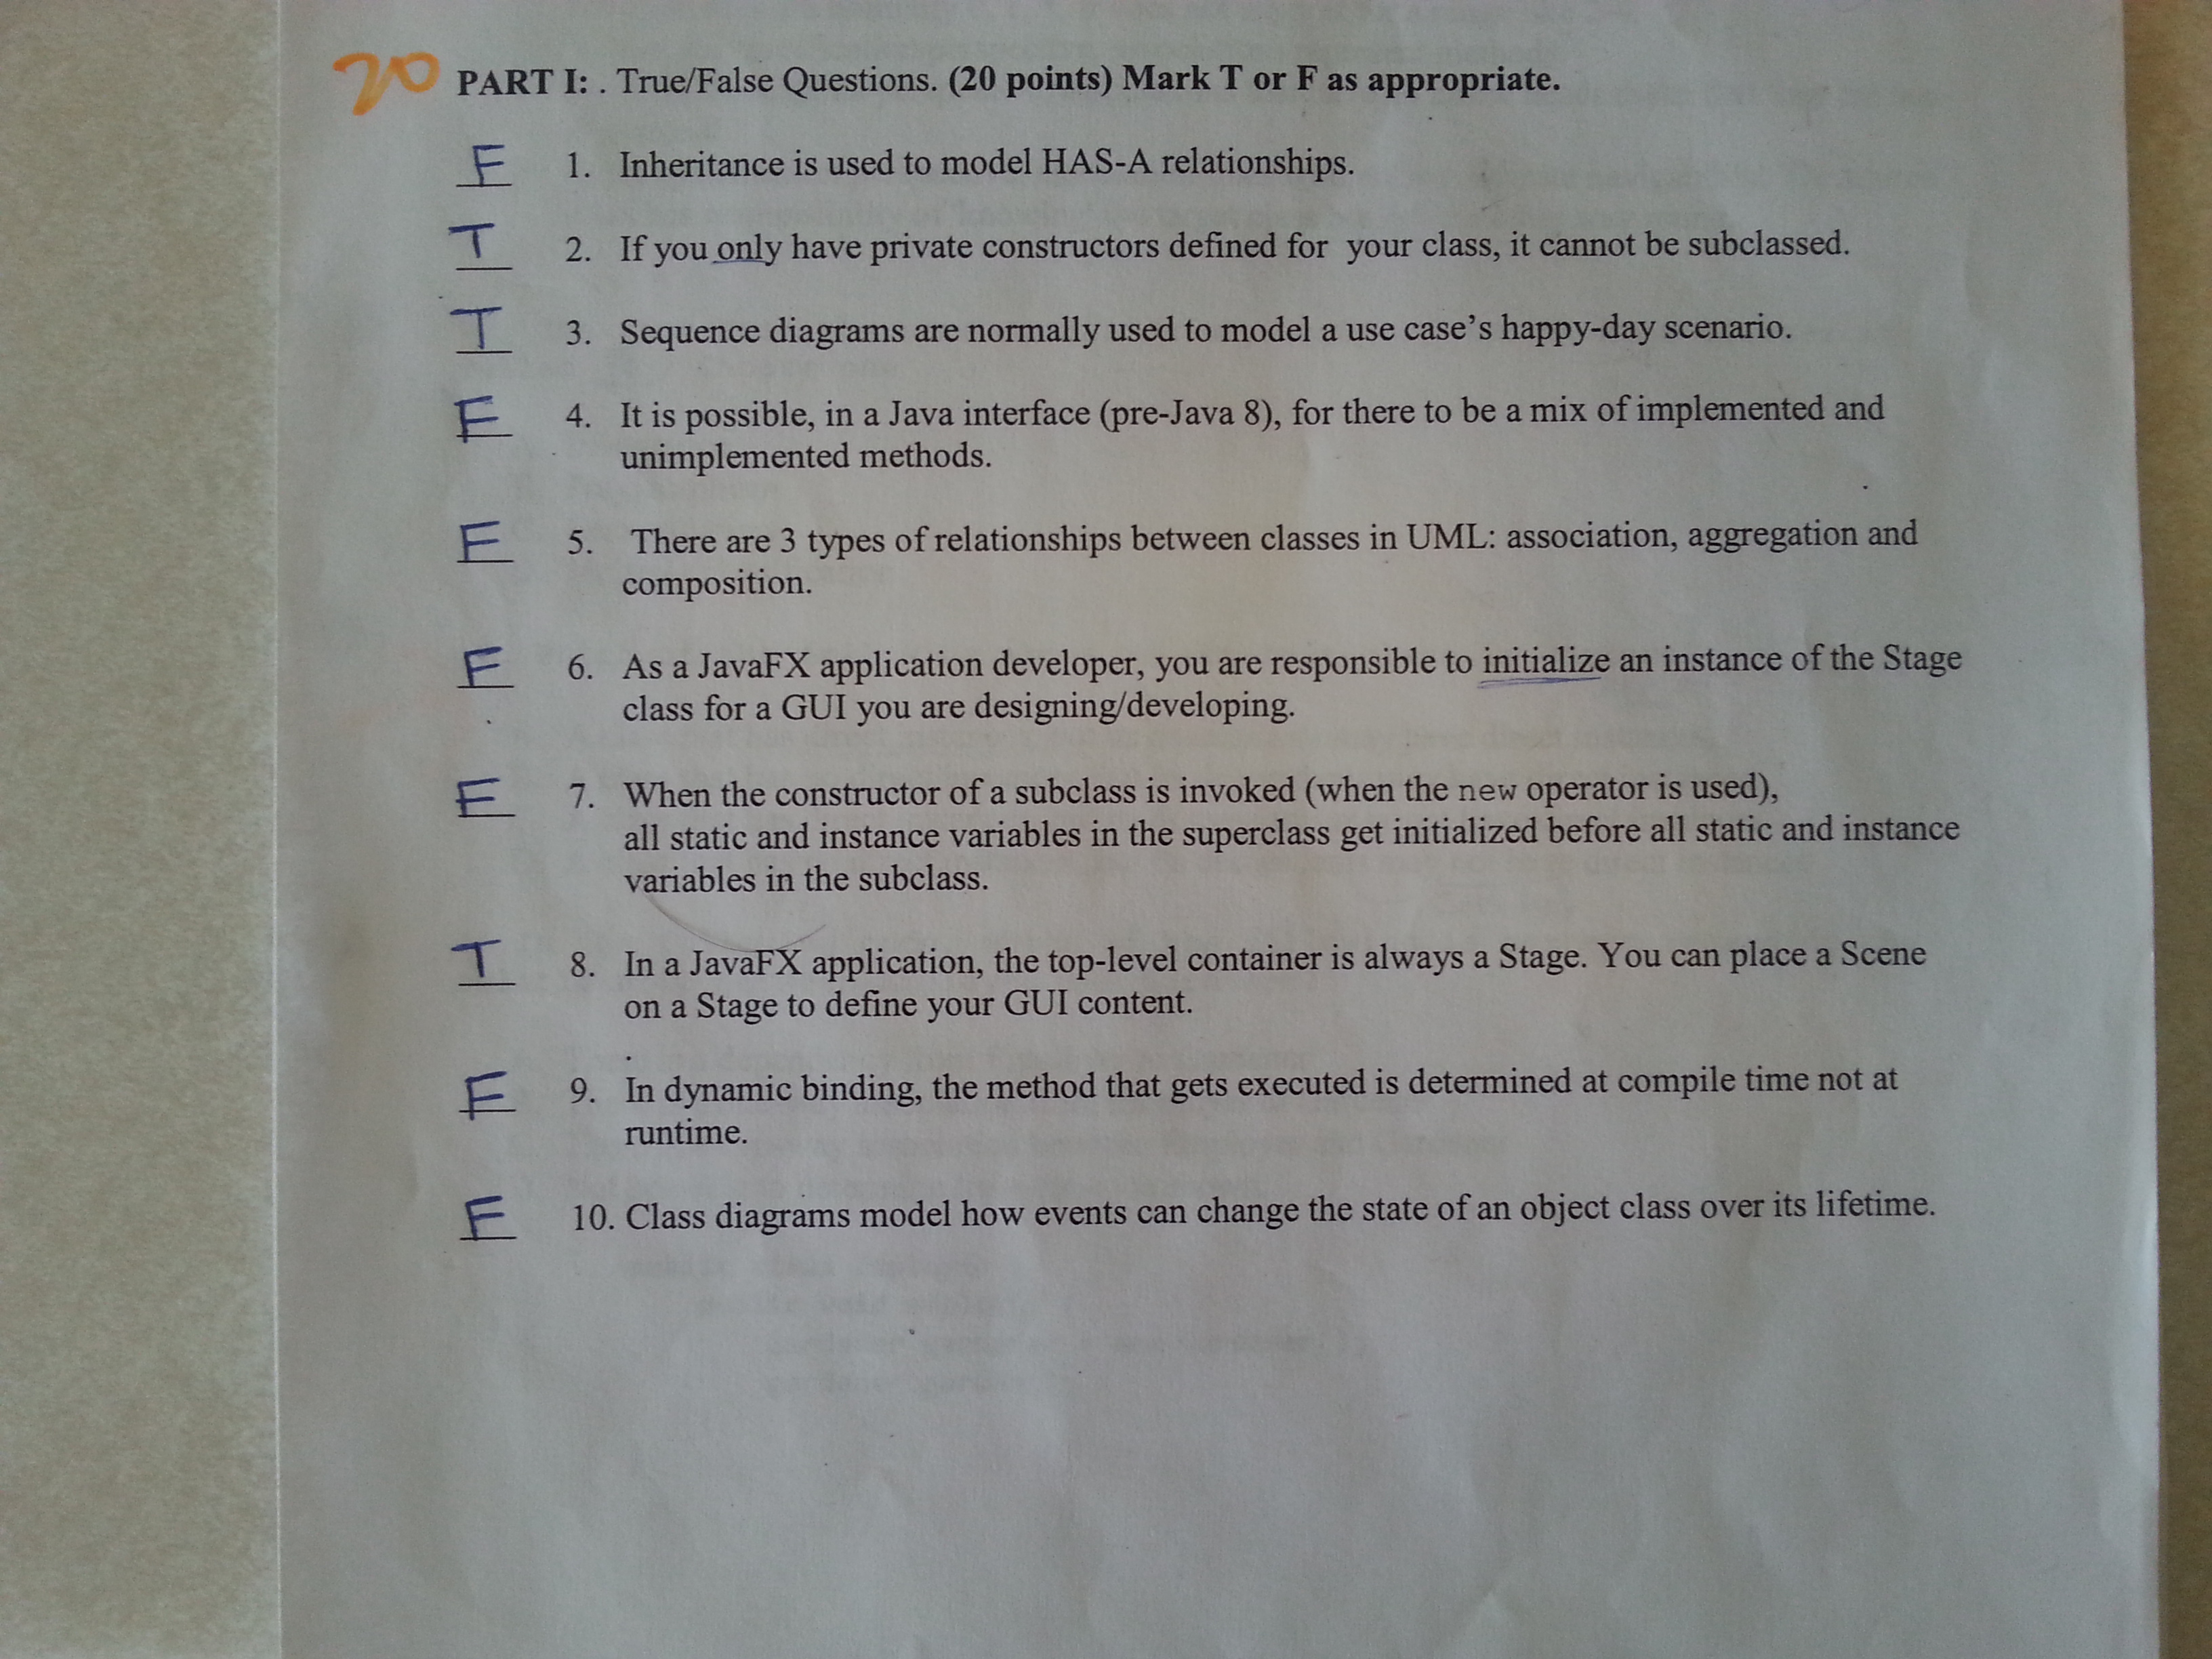 20 PART I: . True/False Questions. (20 points) Mark T or F as appropriate.
F 1. Inheritance is used to model HAS-A relationships.
T 2. If you only have private constructors defined for your class, it cannot be subclassed.
T 3. Sequence diagrams are normally used to model a use case's happy-day scenario.
F 4. It is possible, in a Java interface (pre-Java 8), for there to be a mix of implemented and
unimplemented methods.
F 5. There are 3 types of relationships between classes in UML: association, aggregation and
composition.
F 6. As a JavaFX application developer, you are responsible to initialize an instance of the Stage
class for a GUI you are designing/developing.
F 7. When the constructor of a subclass is invoked (when the new operator is used),
all static and instance variables in the superclass get initialized before all static and instance
variables in the subclass.
T 8. In a JavaFX application, the top-level container is always a Stage. You can place a Scene
on a Stage to define your GUI content.
F 9. In dynamic binding, the method that gets executed is determined at compile time not at
runtime.
F 10. Class diagrams model how events can change the state of an object class over its lifetime.